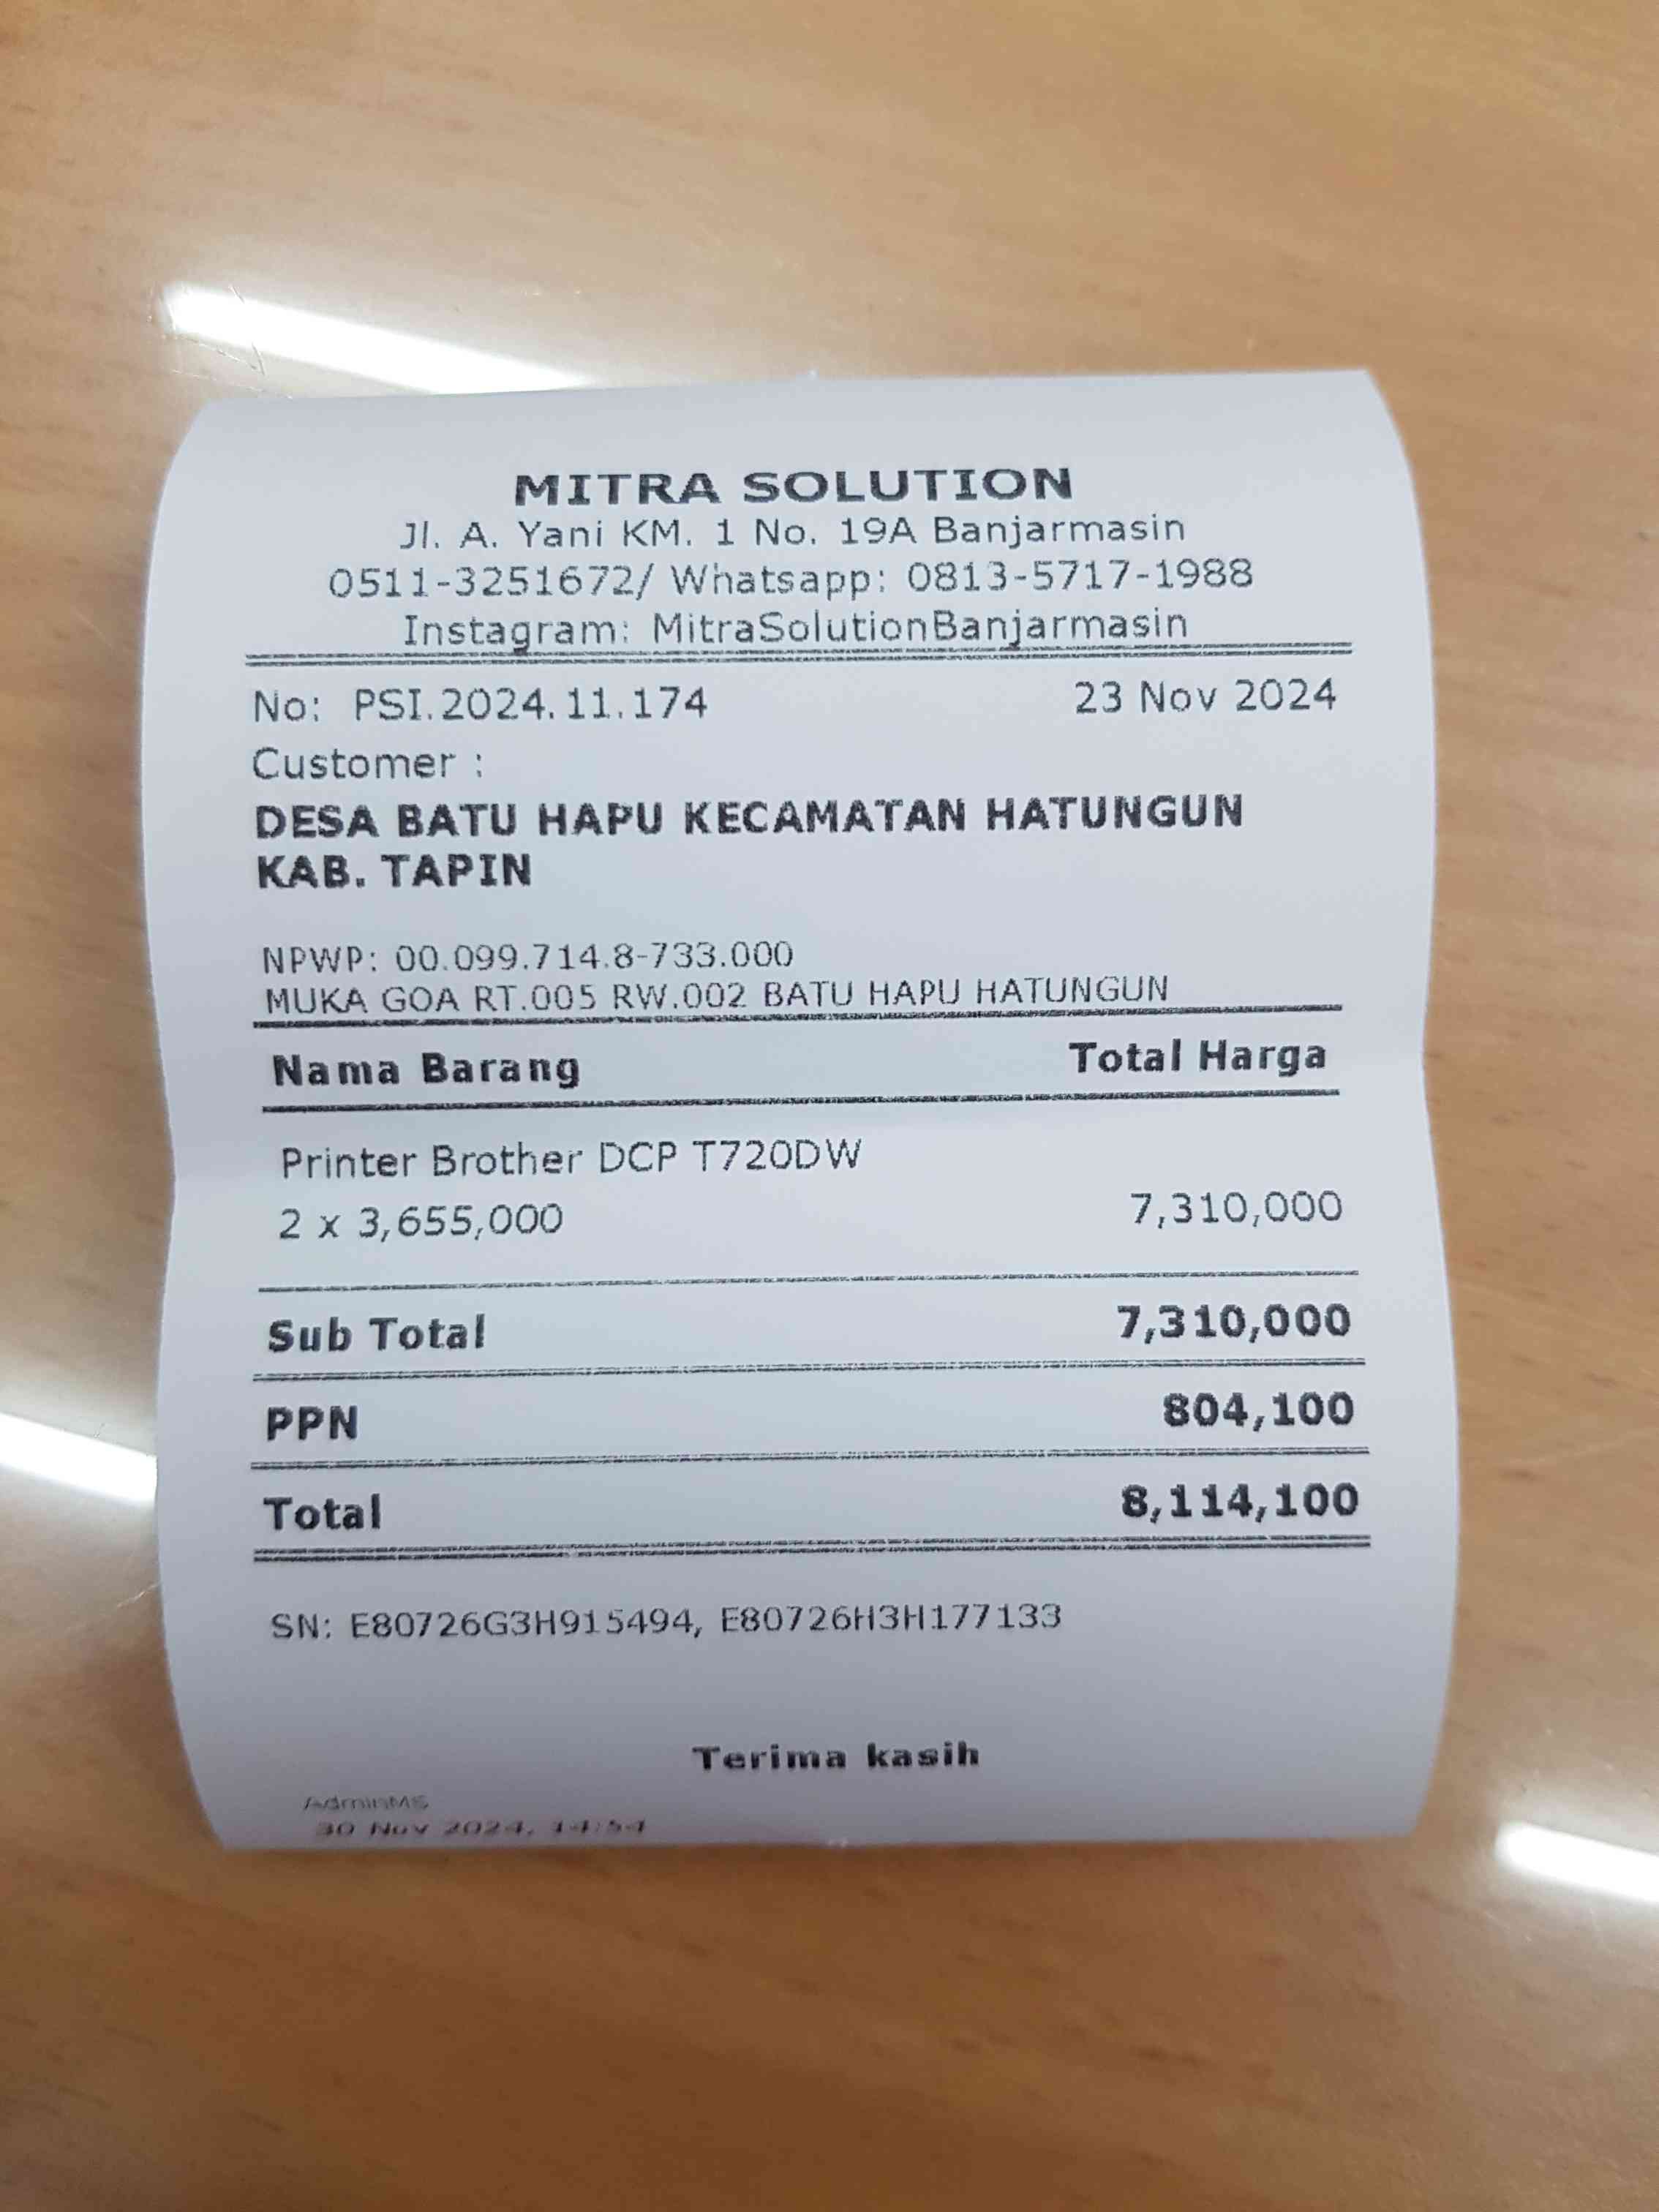 MITRA SOLUTION
Jl. A. Yani KM. 1 No. 19A Banjarmasin
0511-3251672/ Whatsapp: 0813-5717-1988
Instagram: MitraSolutionBanjarmasin
No: PSI.2024.11.174 23 Nov 2024
Customer :
DESA BATU HAPU KECAMATAN HATUNGUN
KAB. TAPIN
NPWP: 00.099.714.8-733.000
MUKA GOA RT.005 RW.002 BATU HAPU HATUNGUN
Nama Barang Total Harga
Printer Brother DCP T720DW
2 x 3,655,000 7,310,000
Sub Total 7,310,000
PPN 804,100
Total 8,114,100
SN: E80726G3H915494, E80726H3H177133
Terima kasih
AdminMS
30 Nov 2024, 14:54